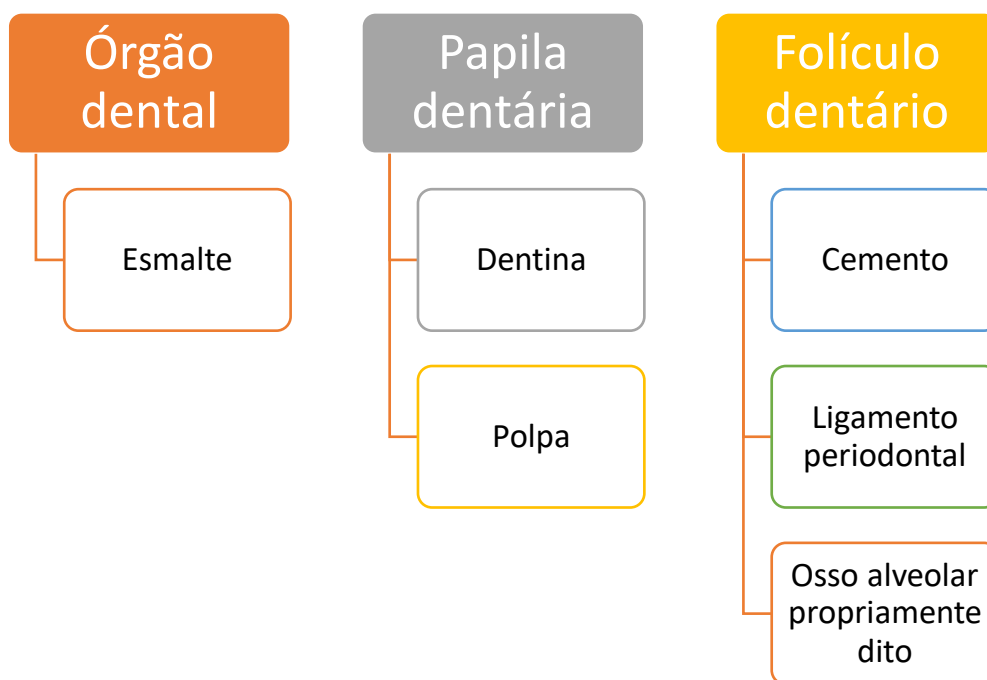 Órgão
dental
Esmalte
Papila
dentária
Dentina
Polpa
Folículo
dentário
Cemento
Ligamento
periodontal
Osso alveolar
propriamente
dito